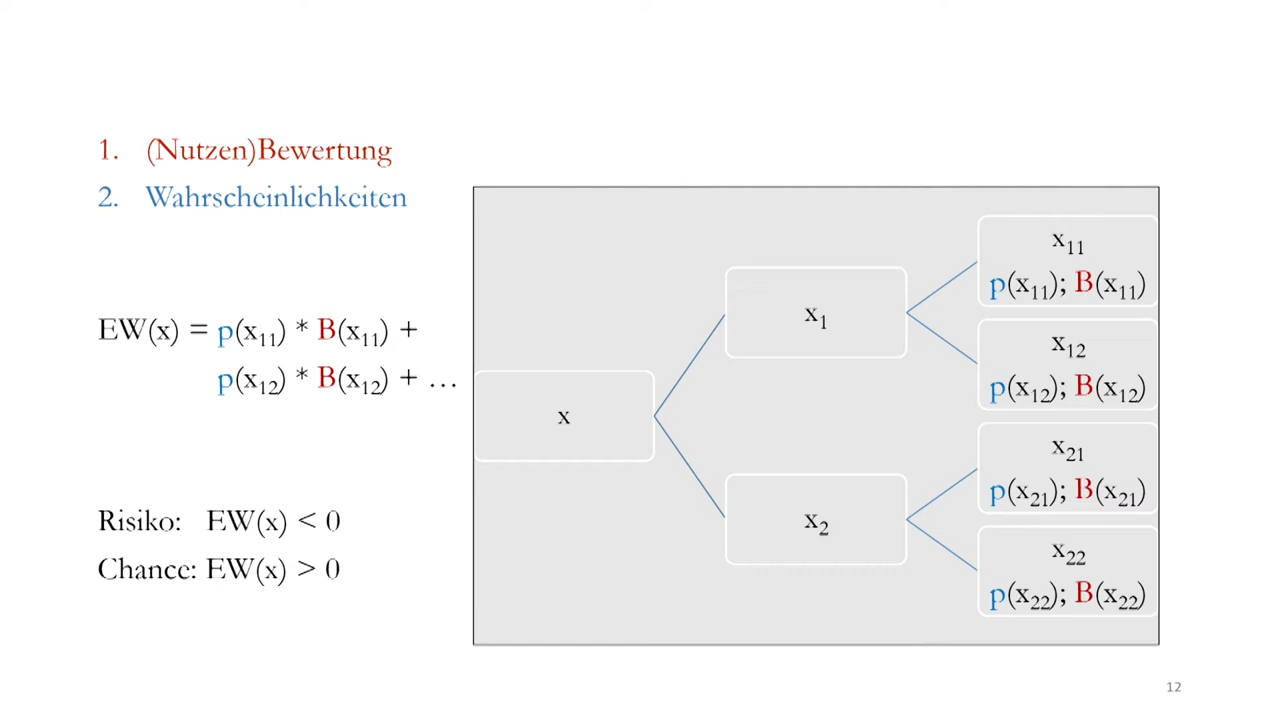 1. (Nutzen)Bewertung
2. Wahrscheinlichkeiten
EW(x) = p(x₁₁) * B(x₁₁) +
p(x₁₂) * B(x₁₂) + …
Risiko: EW(x) < 0
Chance: EW(x) > 0
x
x₁
x₂
x₁₁
p(x₁₁); B(x₁₁)
x₁₂
p(x₁₂); B(x₁₂)
x₂₁
p(x₂₁); B(x₂₁)
x₂₂
p(x₂₂); B(x₂₂)
12